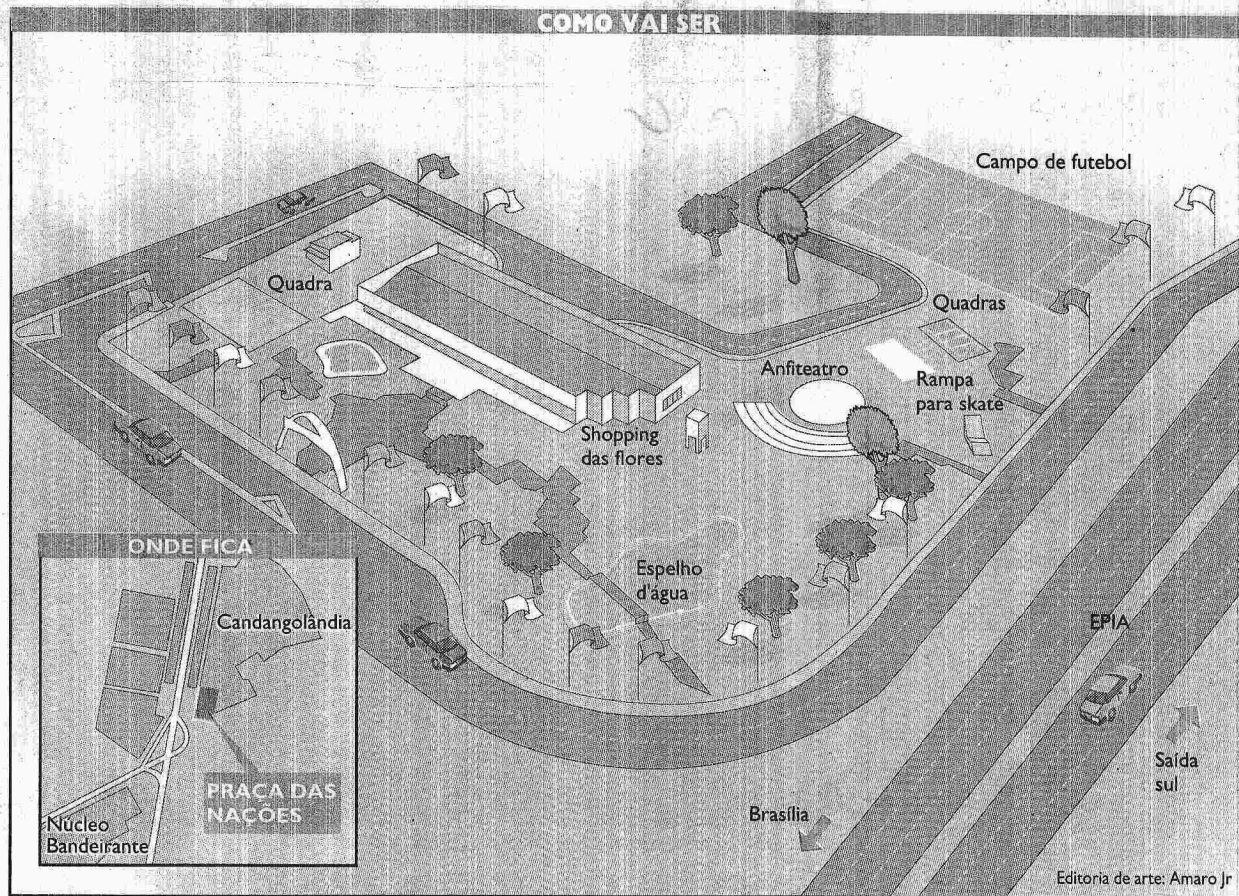 COMO VAI SER
Campo de futebol
Quadra
Quadras
Anfiteatro
Rampa
para skate
Shopping
das flores
Espelho
d'água
EPIA
Saída
sul
Brasília
ONDE FICA
Candangolândia
PRAÇA DAS
NAÇÕES
Núcleo
Bandeirante
Editoria de arte: Amaro Jr